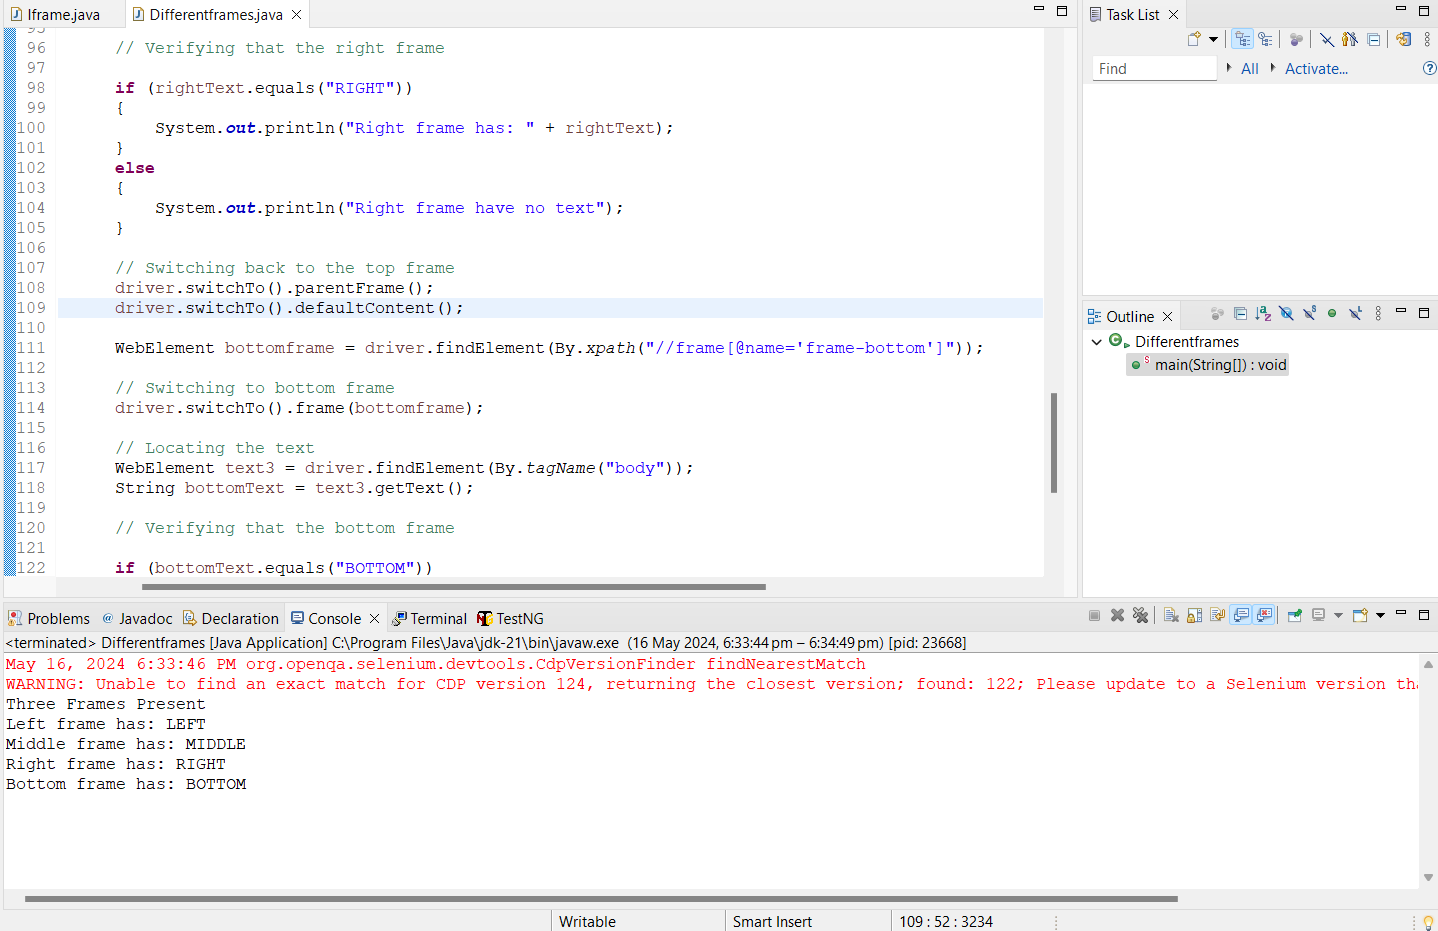 Iframe.java
Differentframes.java
96 // Verifying that the right frame
97
98 if (rightText.equals("RIGHT"))
99 {
100 System.out.println("Right frame has: " + rightText);
101 }
102 else
103 {
104 System.out.println("Right frame have no text");
105 }
106
107 // Switching back to the top frame
108 driver.switchTo().parentFrame();
109 driver.switchTo().defaultContent();
110
111 WebElement bottomframe = driver.findElement(By.xpath("//frame[@name='frame-bottom']"));
112
113 // Switching to bottom frame
114 driver.switchTo().frame(bottomframe);
115
116 // Locating the text
117 WebElement text3 = driver.findElement(By.tagName("body"));
118 String bottomText = text3.getText();
119
120 // Verifying that the bottom frame
121
122 if (bottomText.equals("BOTTOM"))
Task List
Find
All
Activate...
Outline
Differentframes
main(String[]) : void
Problems
@ Javadoc
Declaration
Console
Terminal
TestNG
<terminated> Differentframes [Java Application] C:\Program Files\Java\jdk-21\bin\javaw.exe (16 May 2024, 6:33:44 pm – 6:34:49 pm) [pid: 23668]
May 16, 2024 6:33:46 PM org.openqa.selenium.devtools.CdpVersionFinder findNearestMatch
WARNING: Unable to find an exact match for CDP version 124, returning the closest version; found: 122; Please update to a Selenium version
Three Frames Present
Left frame has: LEFT
Middle frame has: MIDDLE
Right frame has: RIGHT
Bottom frame has: BOTTOM
Writable
Smart Insert
109 : 52 : 3234